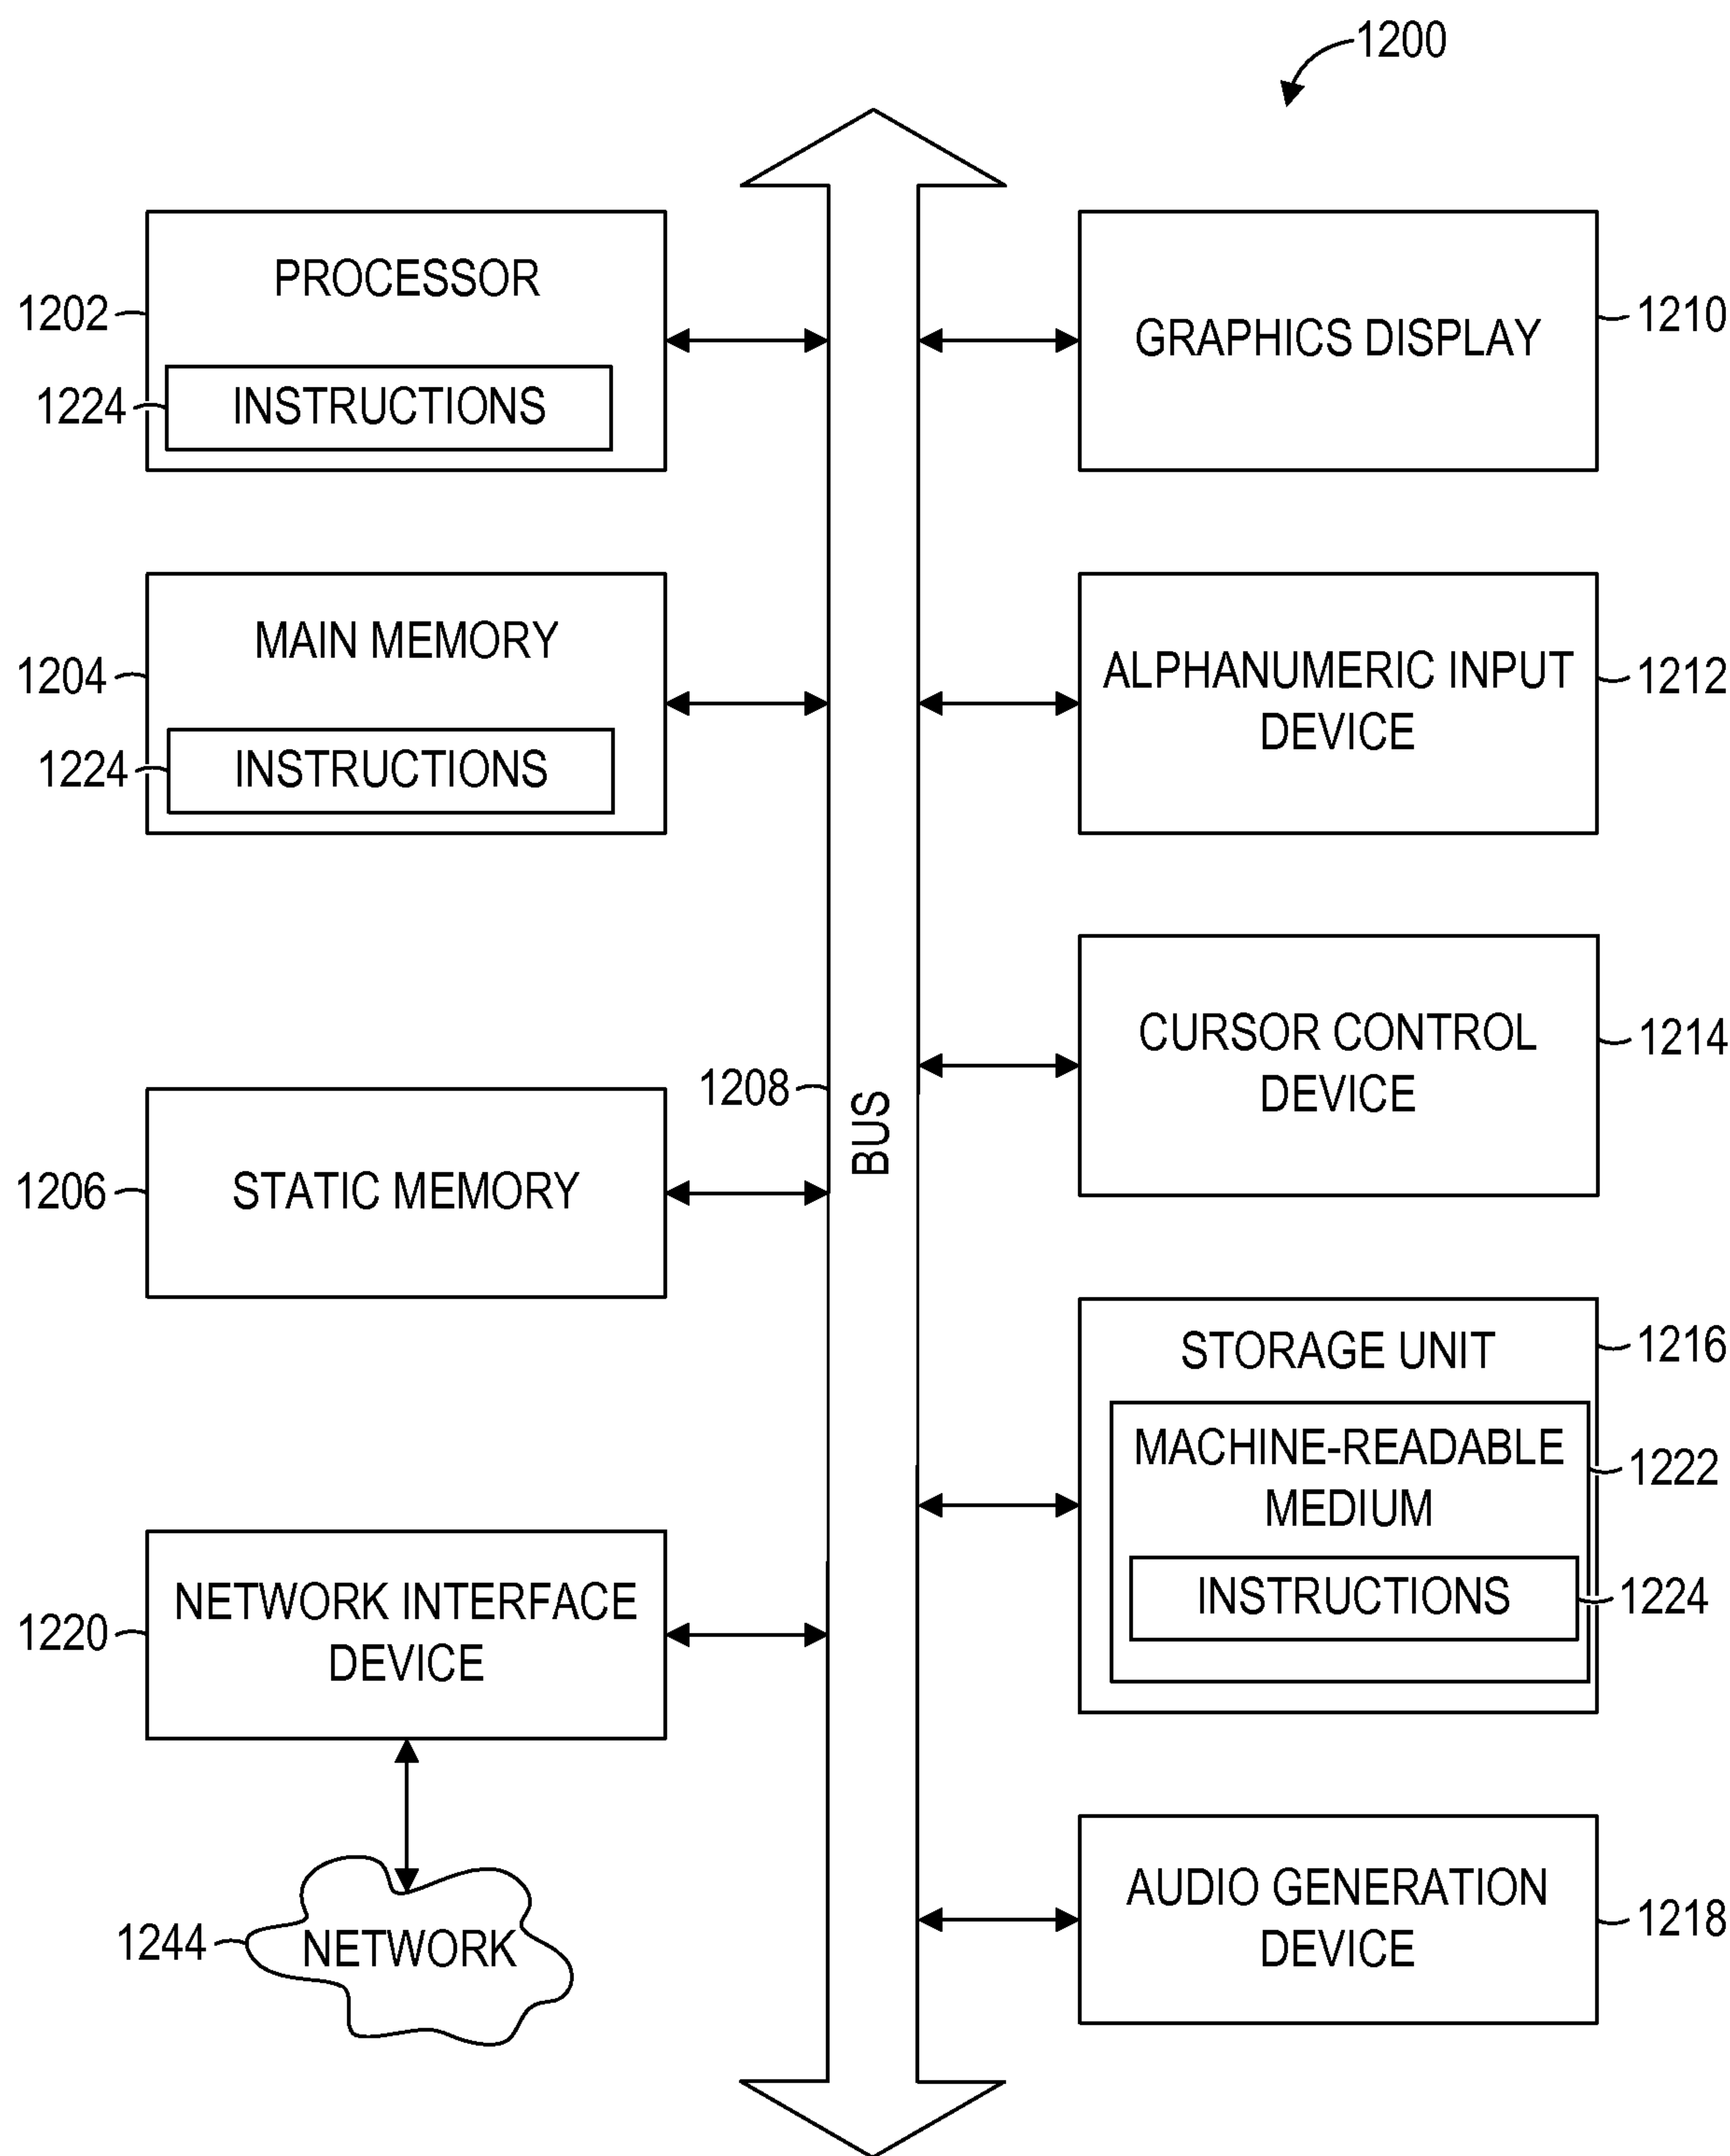 1200
PROCESSOR
1202
1224
INSTRUCTIONS
MAIN MEMORY
1204
1224
INSTRUCTIONS
STATIC MEMORY
1206
NETWORK INTERFACE
DEVICE
1220
NETWORK
1244
1208
BUS
GRAPHICS DISPLAY
1210
ALPHANUMERIC INPUT
DEVICE
1212
CURSOR CONTROL
DEVICE
1214
STORAGE UNIT
1216
MACHINE-READABLE
MEDIUM
1222
INSTRUCTIONS
1224
AUDIO GENERATION
DEVICE
1218